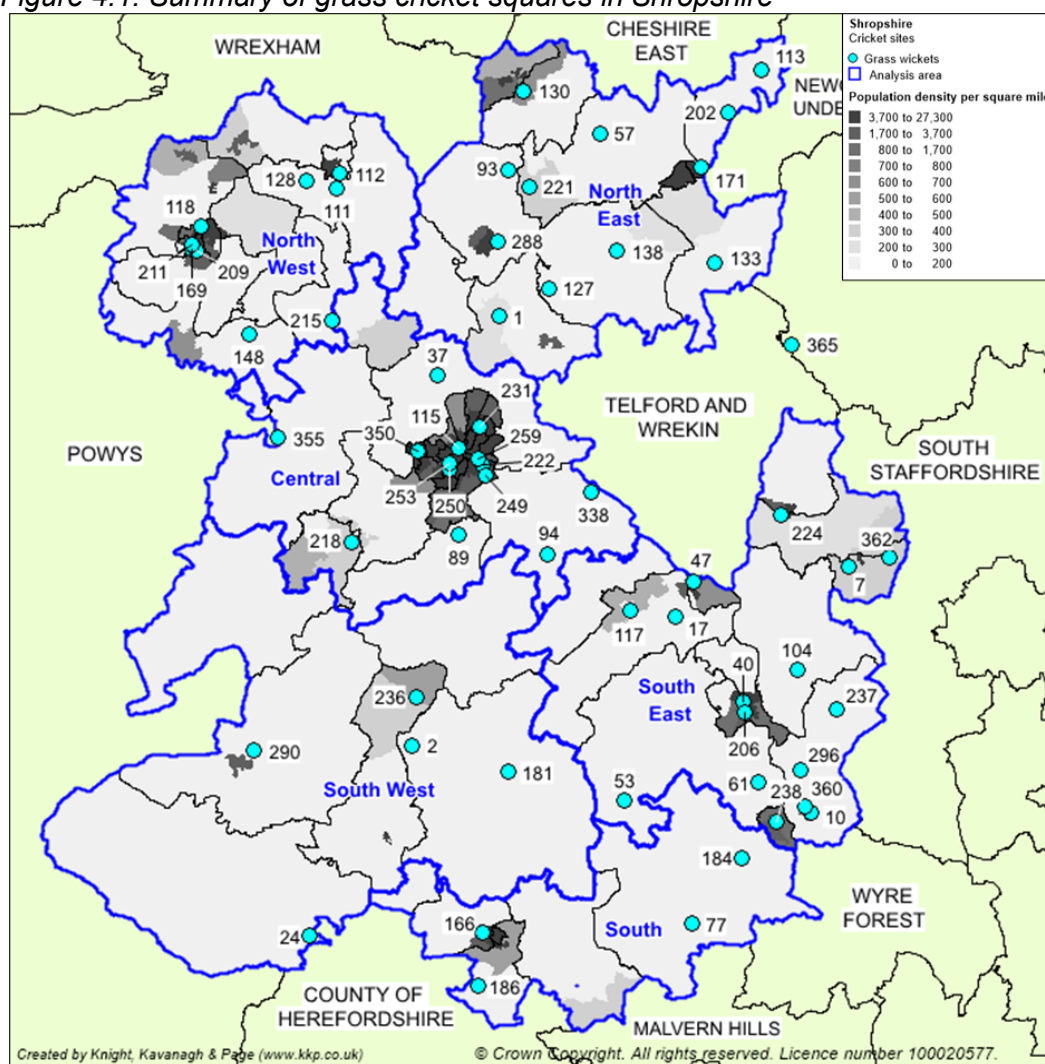 Figure 4.1: Summary of grass cricket squares in Shropshire
WREXHAM
CHESHIRE
EAST
NEWC
UNDE
Shropshire
Cricket sites
Grass wickets
Analysis area
Population density per square mile
3,700 to 27,300
1,700 to 3,700
800 to 1,700
700 to 800
600 to 700
500 to 600
400 to 500
300 to 400
200 to 300
0 to 200
113
130
202
57
93
221
171
North
East
128
112
111
118
North
West
211
169
209
288
138
133
127
215
148
1
37
365
231
115
350
259
222
TELFORD AND
WREKIN
POWYS
355
Central
253
250
249
338
SOUTH
STAFFORDSHIRE
224
362
7
218
89
94
47
117
17
104
40
South
East
237
236
206
2
290
181
South West
296
61
238
360
10
53
184
WYRE
FOREST
166
South
77
24
186
COUNTY OF
HEREFORDSHIRE
MALVERN HILLS
Created by Knight, Kavanagh & Page (www.kkp.co.uk)
© Crown Copyright. All rights reserved. Licence number 100020577.